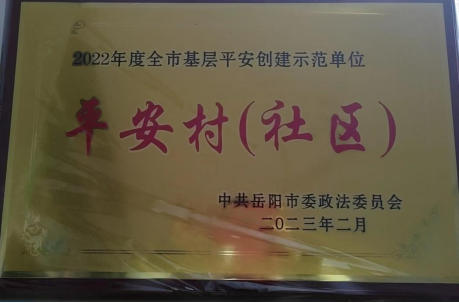 2022年度全市基层平安创建示范单位
平安村(社区)
中共岳阳市委政法委员会
二〇二三年二月